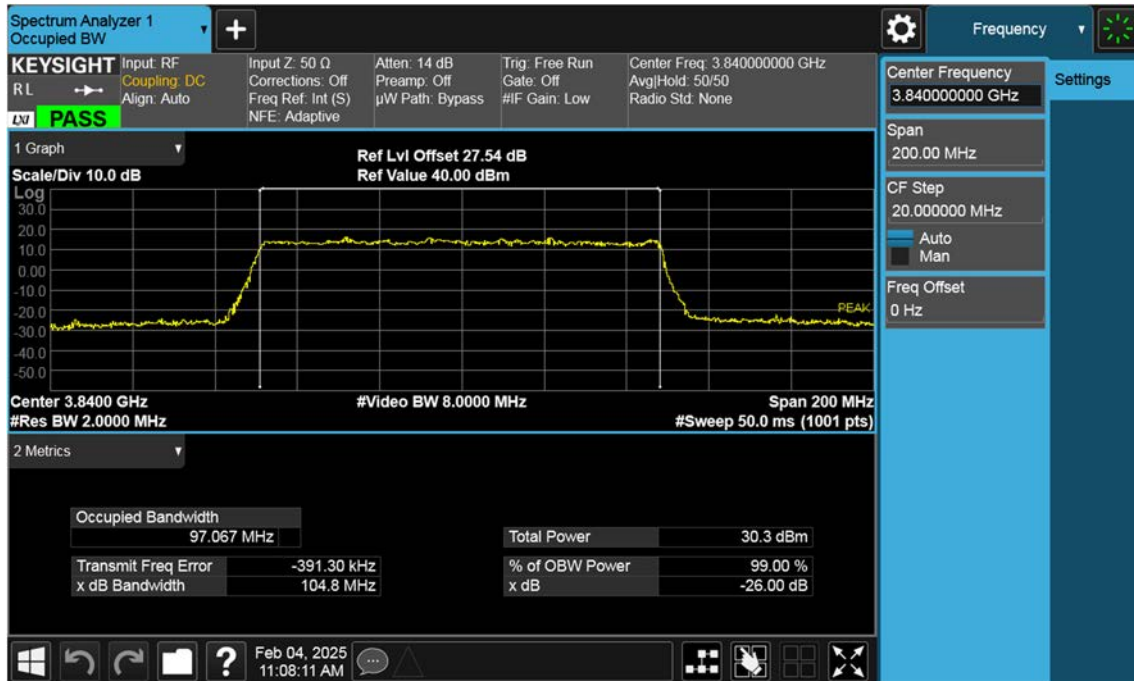 Spectrum Analyzer 1
Occupied BW
Frequency
KEYSIGHT
R L
LXI PASS
Input: RF
Coupling: DC
Align: Auto
Input Z: 50 Ω
Corrections: Off
Freq Ref: Int (S)
NFE: Adaptive
Atten: 14 dB
Preamp: Off
µW Path: Bypass
Trig: Free Run
Gate: Off
#IF Gain: Low
Center Freq: 3.840000000 GHz
Avg|Hold: 50/50
Radio Std: None
Center Frequency
3.840000000 GHz
Settings
Span
200.00 MHz
CF Step
20.000000 MHz
Auto
Man
Freq Offset
0 Hz
1 Graph
Ref Lvl Offset 27.54 dB
Scale/Div 10.0 dB
Ref Value 40.00 dBm
Log
30.0
20.0
10.0
0.00
-10.0
-20.0
-30.0
-40.0
-50.0
PEAK
Center 3.8400 GHz
#Video BW 8.0000 MHz
Span 200 MHz
#Res BW 2.0000 MHz
#Sweep 50.0 ms (1001 pts)
2 Metrics
Occupied Bandwidth
97.067 MHz
Total Power 30.3 dBm
Transmit Freq Error -391.30 kHz
% of OBW Power 99.00 %
x dB Bandwidth 104.8 MHz
x dB -26.00 dB
?
Feb 04, 2025
11:08:11 AM